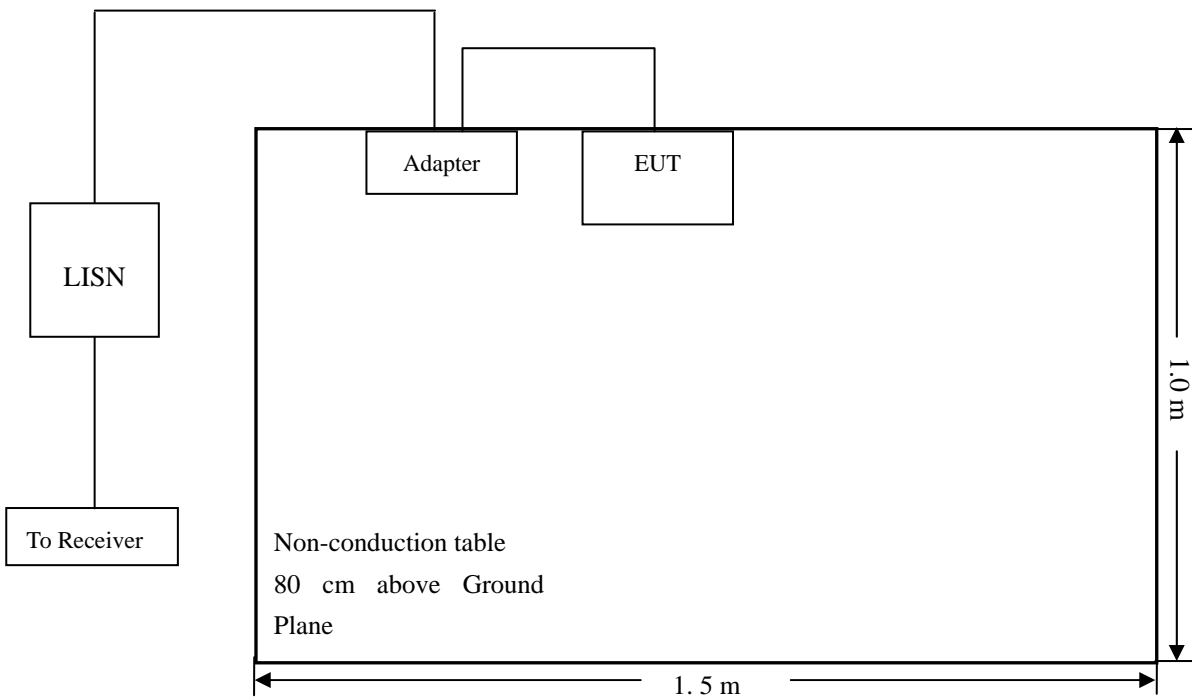 Adapter
EUT
LISN
1.0 m
To Receiver
Non-conduction table
80 cm above Ground
Plane
1. 5 m